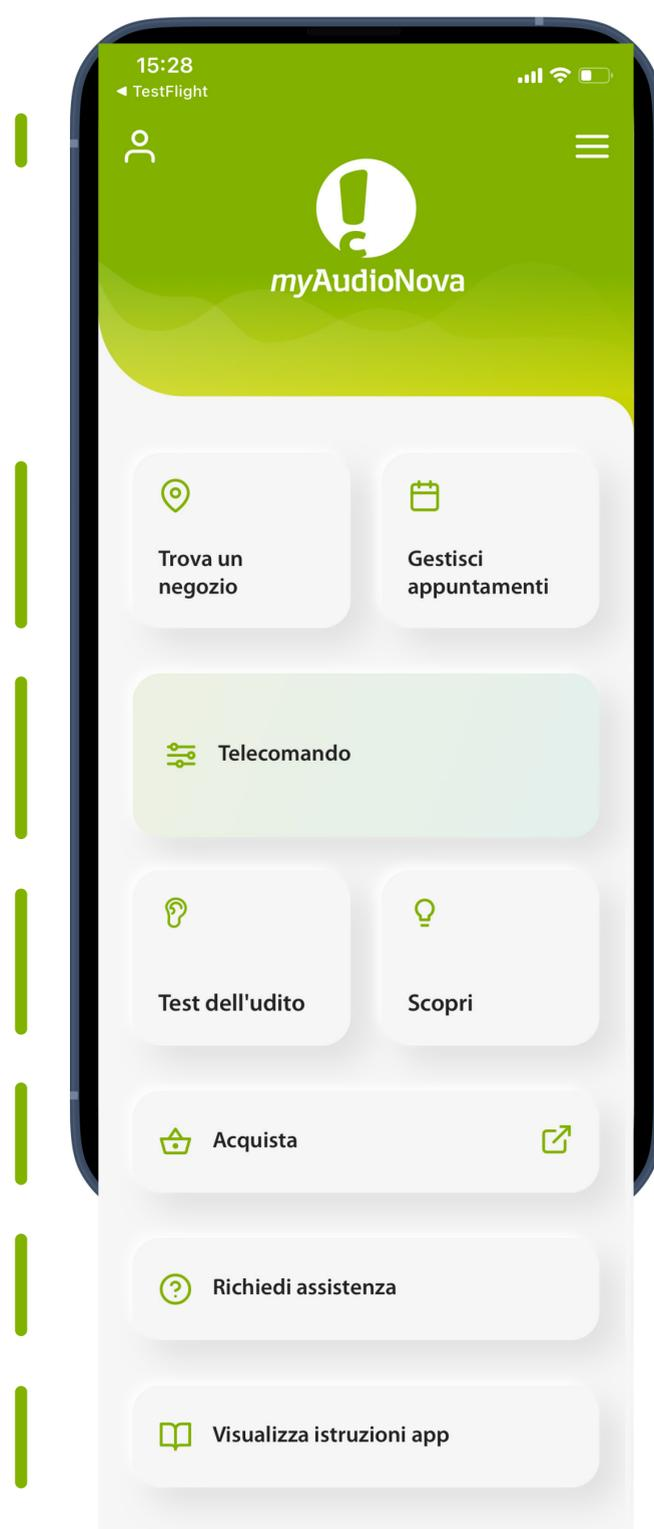 15:28
◀ TestFlight
myAudioNova
Trova un
negozio
Gestisci
appuntamenti
Telecomando
Test dell'udito
Scopri
Acquista
Richiedi assistenza
Visualizza istruzioni app